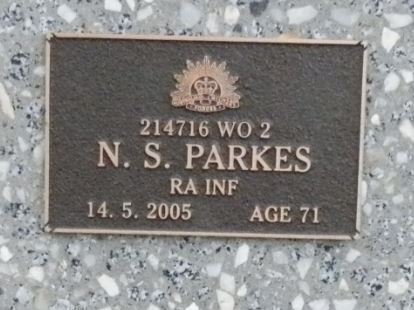 214716 WO 2
N. S. PARKES
RA INF
14. 5. 2005 AGE 71